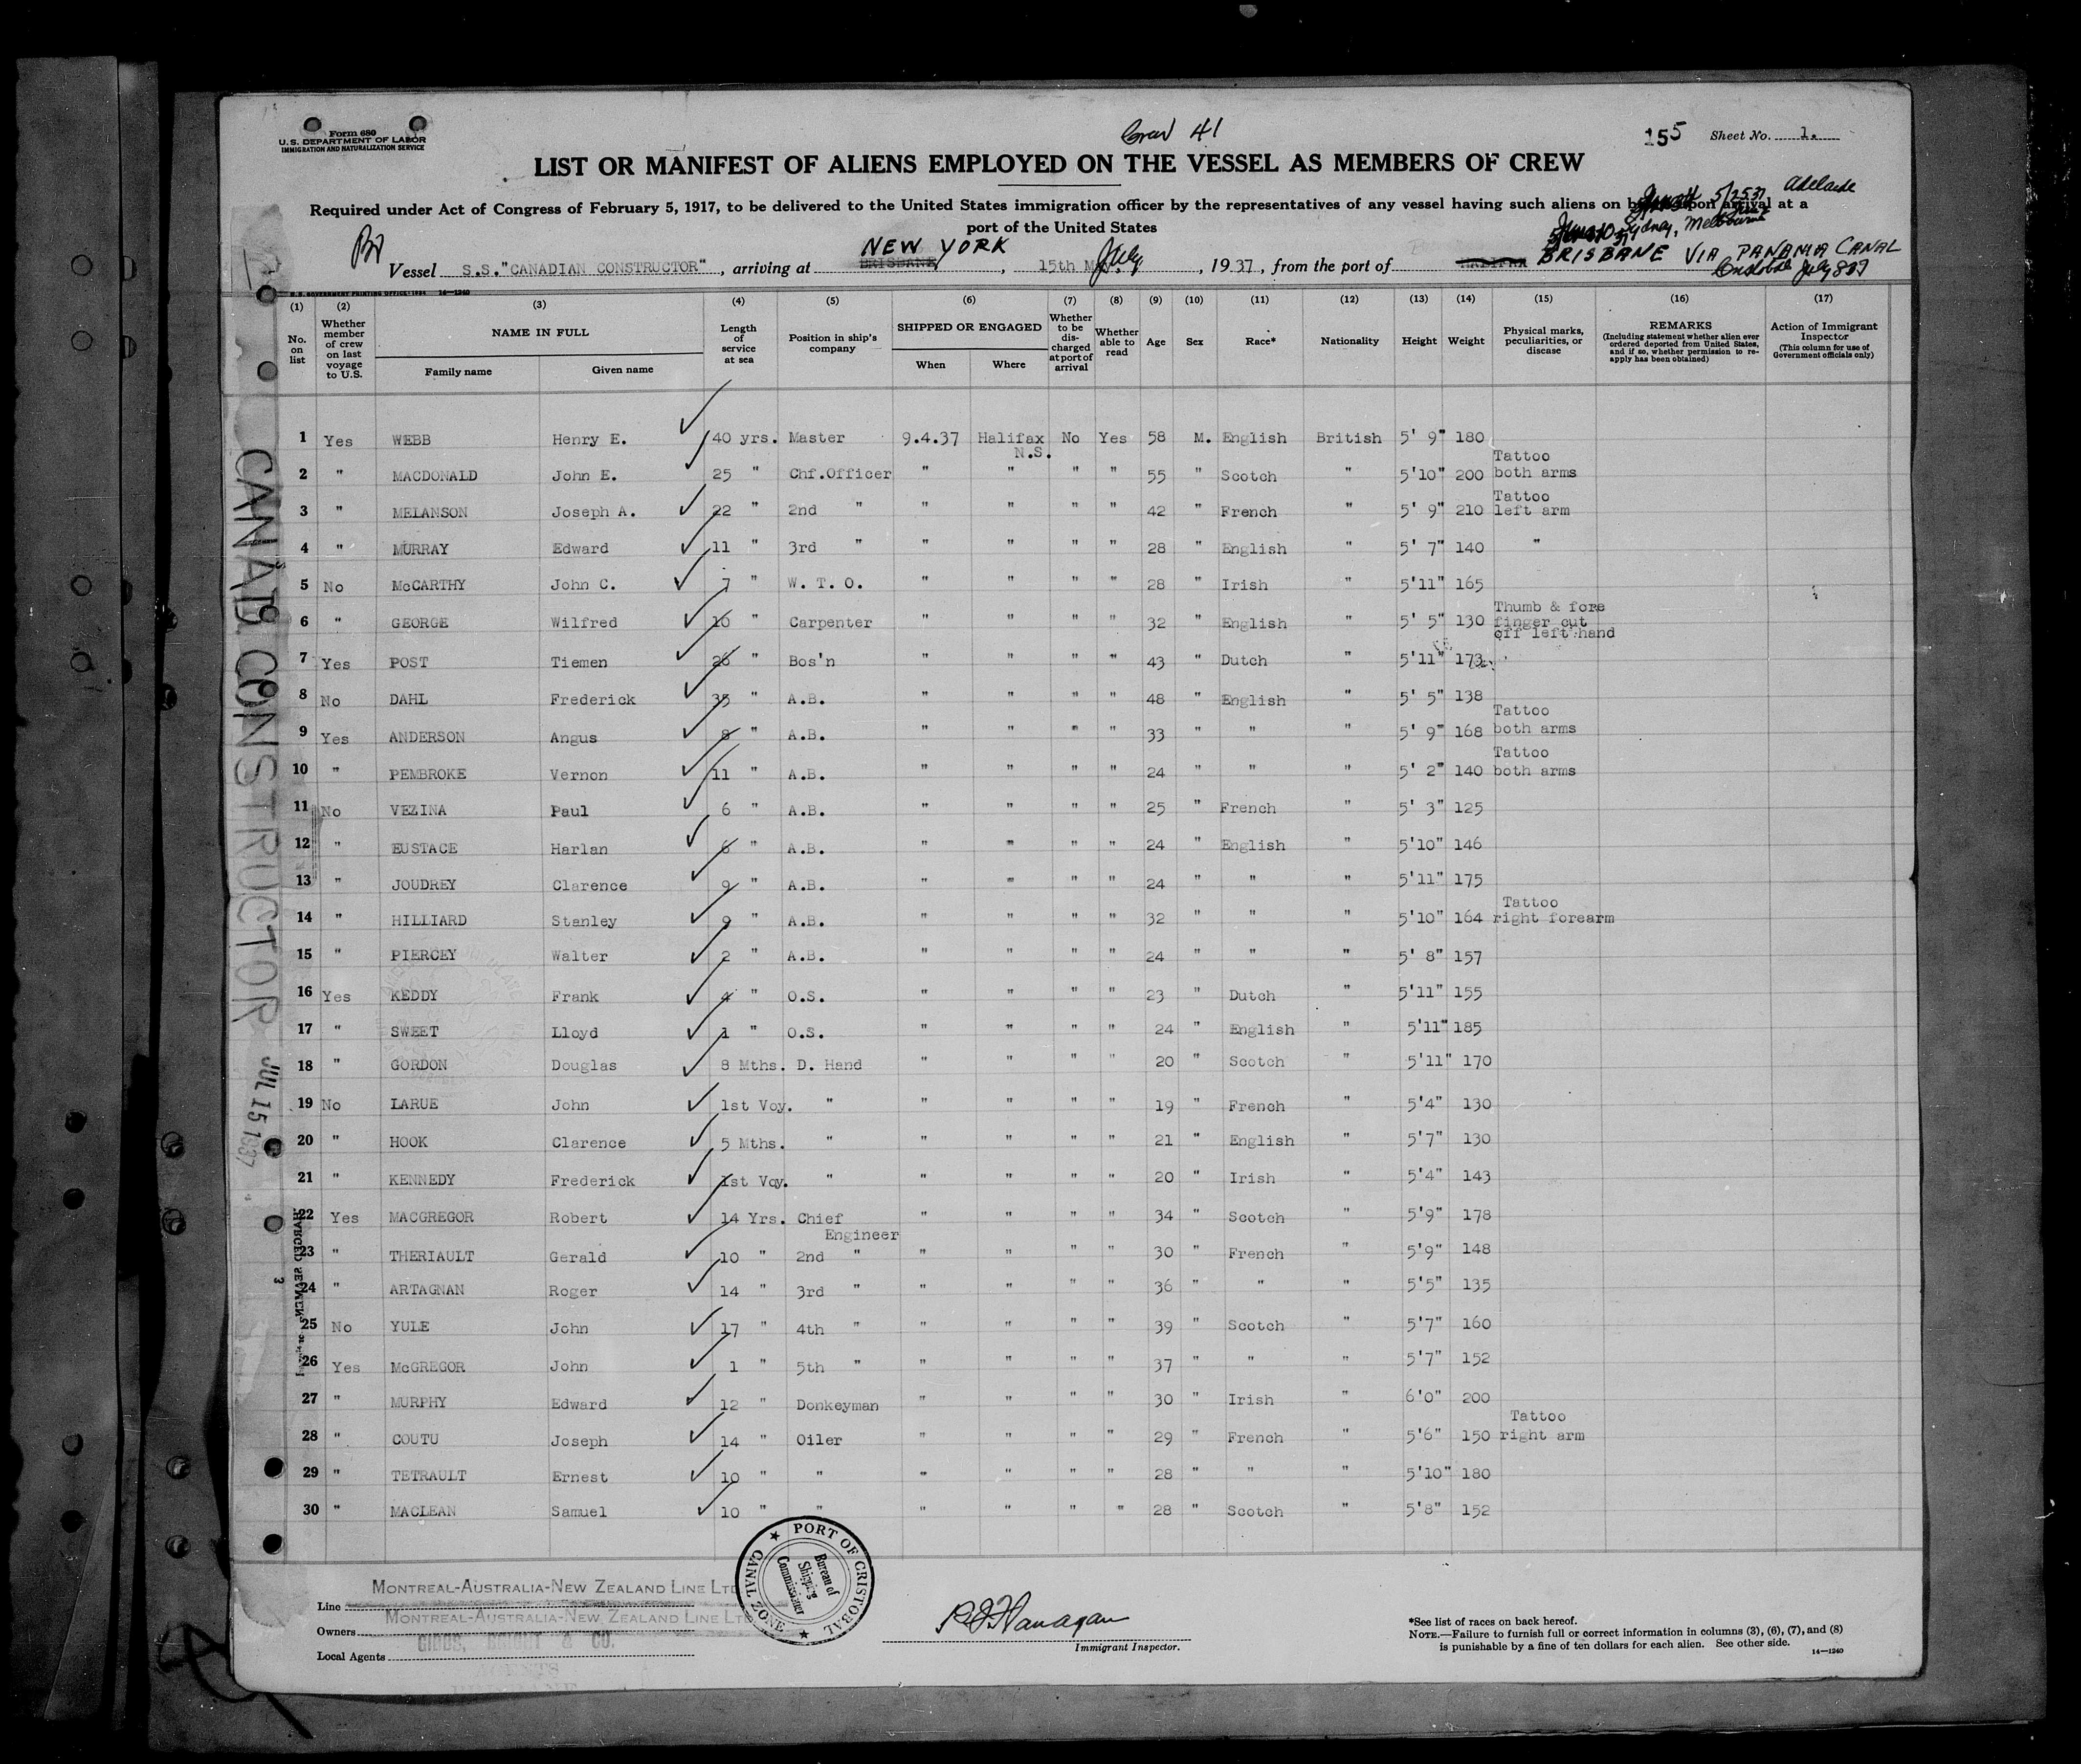 Form 680
U.S. DEPARTMENT OF LABOR
IMMIGRATION AND NATURALIZATION SERVICE
Crew 41
155 Sheet No. 1.
LIST OR MANIFEST OF ALIENS EMPLOYED ON THE VESSEL AS MEMBERS OF CREW
Required under Act of Congress of February 5, 1917, to be delivered to the United States immigration officer by the representatives of any vessel having such aliens on board upon arrival at a
port of the United States
Adelaide
Sydney, Melbourne
Vessel S.S."CANADIAN CONSTRUCTOR", arriving at BRISBANE NEW YORK, 15th July, 1937, from the port of HALIFAX BRISBANE VIA PANAMA CANAL
Cristobal July 8
(1) (2) (3) (4) (5) (6) (7) (8) (9) (10) (11) (12) (13) (14) (15) (16) (17)
No. on list
Whether member of crew on last voyage to U.S.
NAME IN FULL
Family name
Given name
Length of service at sea
Position in ship's company
SHIPPED OR ENGAGED
When
Where
Whether to be discharged at port of arrival
Whether able to read
Age
Sex
Race*
Nationality
Height
Weight
Physical marks, peculiarities, or disease
REMARKS
(Including statement whether alien ever ordered deported from United States, and if so, whether permission to reapply has been obtained)
Action of Immigrant Inspector
(This column for use of Government officials only)
1 Yes WEBB Henry E. 40 yrs. Master 9.4.37 Halifax N.S. No Yes 58 M. English British 5' 9" 180
2 " MACDONALD John E. 25 " Chf.Officer " " " " 55 " Scotch " 5'10" 200 Tattoo both arms
3 " MELANSON Joseph A. 22 " 2nd " " " " " 42 " French " 5' 9" 210 Tattoo left arm
4 " MURRAY Edward 11 " 3rd " " " " " 28 " English " 5' 7" 140 "
5 No McCARTHY John C. 7 " W. T. O. " " " " 28 " Irish " 5'11" 165
6 " GEORGE Wilfred 16 " Carpenter " " " " 32 " English " 5' 5" 130 Thumb & fore finger cut off left hand
7 Yes POST Tiemen 26 " Bos'n " " " " 43 " Dutch " 5'11" 173
8 No DAHL Frederick 35 " A.B. " " " " 48 " English " 5' 5" 138
9 Yes ANDERSON Angus 8 " A.B. " " " " 33 " " " 5' 9" 168 Tattoo both arms
10 " PEMBROKE Vernon 11 " A.B. " " " " 24 " " " 5' 2" 140 Tattoo both arms
11 No VEZINA Paul 6 " A.B. " " " " 25 " French " 5' 3" 125
12 " EUSTACE Harlan 6 " A.B. " " " " 24 " English " 5'10" 146
13 " JOUDREY Clarence 9 " A.B. " " " " 24 " " " 5'11" 175
14 " HILLIARD Stanley 9 " A.B. " " " " 32 " " " 5'10" 164 Tattoo right forearm
15 " PIERCEY Walter 2 " A.B. " " " " 24 " " " 5' 8" 157
16 Yes KEDDY Frank 4 " O.S. " " " " 23 " Dutch " 5'11" 155
17 " SWEET Lloyd 1 " O.S. " " " " 24 " English " 5'11" 185
18 " GORDON Douglas 8 Mths. D. Hand " " " " 20 " Scotch " 5'11" 170
19 No LARUE John 1st Voy. " " " " " 19 " French " 5'4" 130
20 " HOOK Clarence 5 Mths. " " " " " 21 " English " 5'7" 130
21 " KENNEDY Frederick 1st Voy. " " " " " 20 " Irish " 5'4" 143
22 Yes MACGREGOR Robert 14 Yrs. Chief Engineer " " " " 34 " Scotch " 5'9" 178
23 " THERIAULT Gerald 10 " 2nd " " " " " 30 " French " 5'9" 148
24 " ARTAGNAN Roger 14 " 3rd " " " " " 36 " " " 5'5" 135
25 No YULE John 17 " 4th " " " " " 39 " Scotch " 5'7" 160
26 Yes McGREGOR John 1 " 5th " " " " " 37 " " " 5'7" 152
27 " MURPHY Edward 12 " Donkeyman " " " " 30 " Irish " 6'0" 200
28 " COUTU Joseph 14 " Oiler " " " " 29 " French " 5'6" 150 Tattoo right arm
29 " TETRAULT Ernest 10 " " " " " " 28 " " " 5'10" 180
30 " MACLEAN Samuel 10 " " " " " " 28 " Scotch " 5'8" 152
CANAD. CONSTRUCTOR
JUL 15 1937
MONTREAL-AUSTRALIA-NEW ZEALAND LINE LTD
Line
MONTREAL-AUSTRALIA-NEW ZEALAND LINE LTD
Owners
GIBBS, BRIGHT & CO.
Local Agents
AGENTS
BRISBANE
PORT OF CRISTOBAL
CANAL ZONE
Bureau of Shipping Commissioner
R J Flanagan
Immigrant Inspector.
*See list of races on back hereof.
NOTE.—Failure to furnish full or correct information in columns (3), (6), (7), and (8)
is punishable by a fine of ten dollars for each alien. See other side.
14—1240